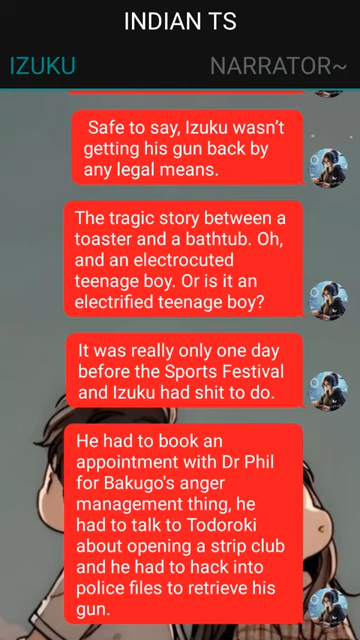 INDIAN TS
IZUKU NARRATOR~
Safe to say, Izuku wasn't
getting his gun back by
any legal means.
The tragic story between a
toaster and a bathtub. Oh,
and an electrocuted
teenage boy. Or is it an
electrified teenage boy?
It was really only one day
before the Sports Festival
and Izuku had shit to do.
He had to book an
appointment with Dr Phil
for Bakugo's anger
management thing, he
had to talk to Todoroki
about opening a strip club
and he had to hack into
police files to retrieve his
gun.